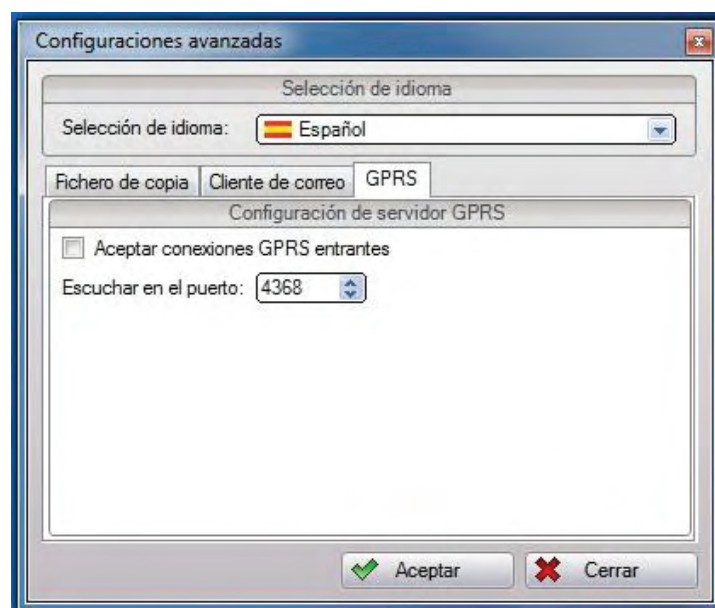 Configuraciones avanzadas
Selección de idioma
Selección de idioma: Español
Fichero de copia Cliente de correo GPRS
Configuración de servidor GPRS
Aceptar conexiones GPRS entrantes
Escuchar en el puerto: 4368
Aceptar Cerrar